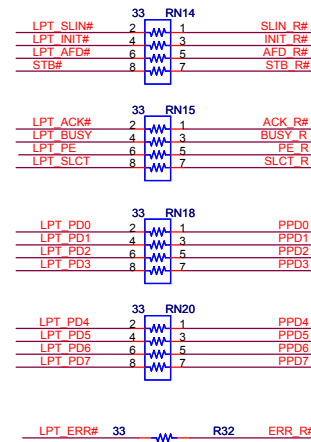 33 RN14
LPT_SLIN# 2 1 SLIN_R#
LPT_INIT# 4 3 INIT_R#
LPT_AFD# 6 5 AFD_R#
STB# 8 7 STB_R#
33 RN15
LPT_ACK# 2 1 ACK_R#
LPT_BUSY 4 3 BUSY_R
LPT_PE 6 5 PE_R
LPT_SLCT 8 7 SLCT_R
33 RN18
LPT_PD0 2 1 PPD0
LPT_PD1 4 3 PPD1
LPT_PD2 6 5 PPD2
LPT_PD3 8 7 PPD3
33 RN20
LPT_PD4 2 1 PPD4
LPT_PD5 4 3 PPD5
LPT_PD6 6 5 PPD6
LPT_PD7 8 7 PPD7
LPT_ERR# 33 R32 ERR_R#